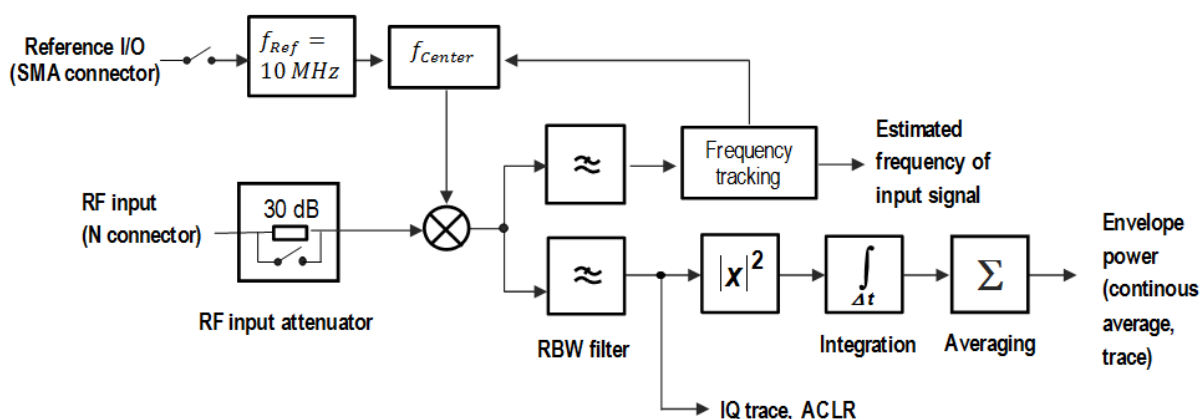 Reference I/O
(SMA connector)
f_Ref =
10 MHz
f_Center
Estimated
frequency of
input signal
Frequency
tracking
RF input
(N connector)
30 dB
RF input attenuator
≈
≈
RBW filter
|x|²
∫
Δt
Integration
Σ
Averaging
Envelope
power
(continous
average,
trace)
IQ trace, ACLR